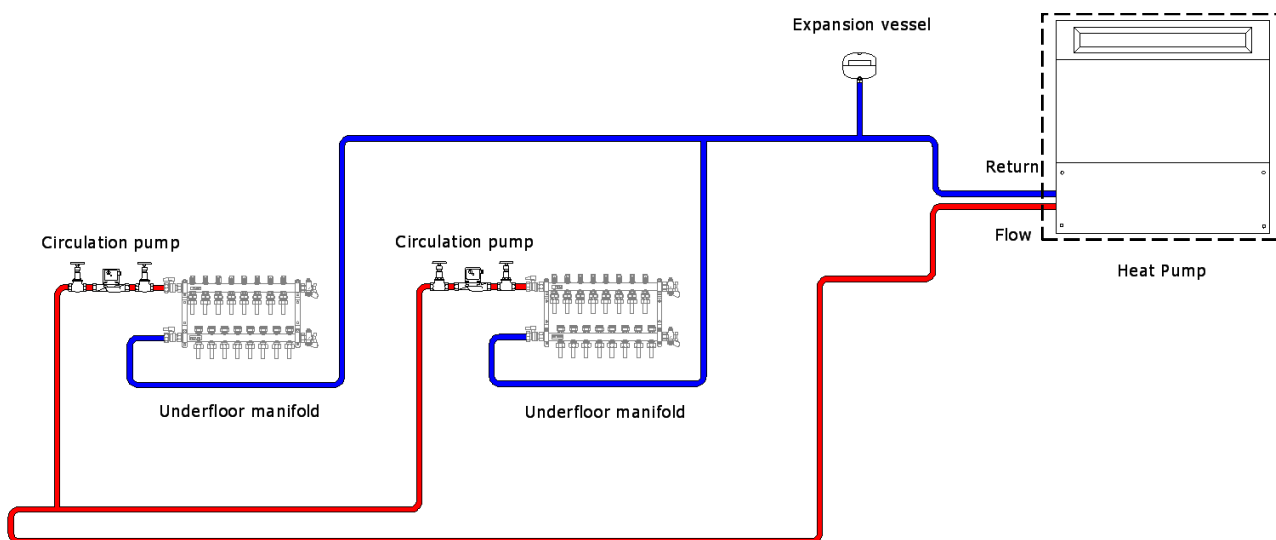 Expansion vessel
Return
Flow
Heat Pump
Circulation pump
Circulation pump
Underfloor manifold
Underfloor manifold